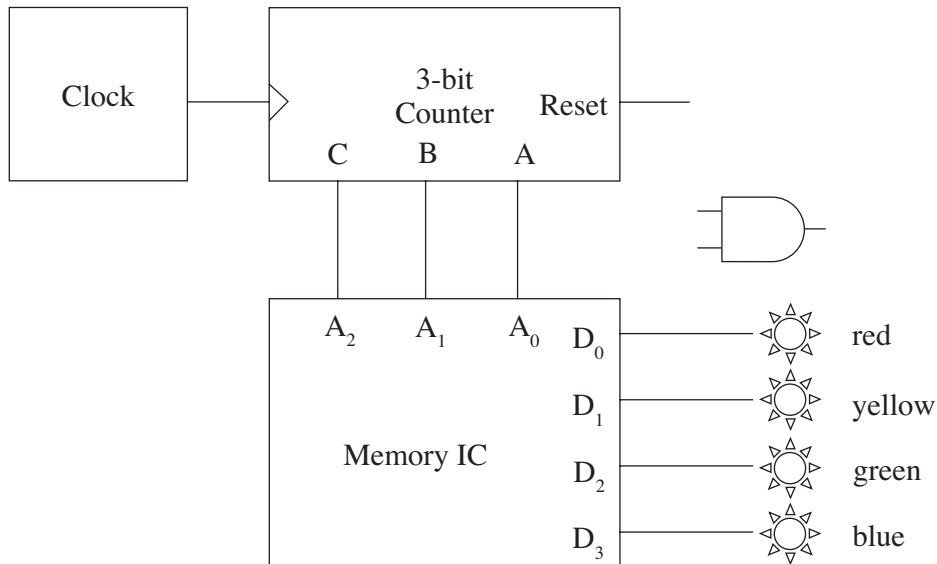 Clock
3-bit
Counter
Reset
C B A
A₂ A₁ A₀
D₀ red
D₁ yellow
Memory IC
D₂ green
D₃ blue